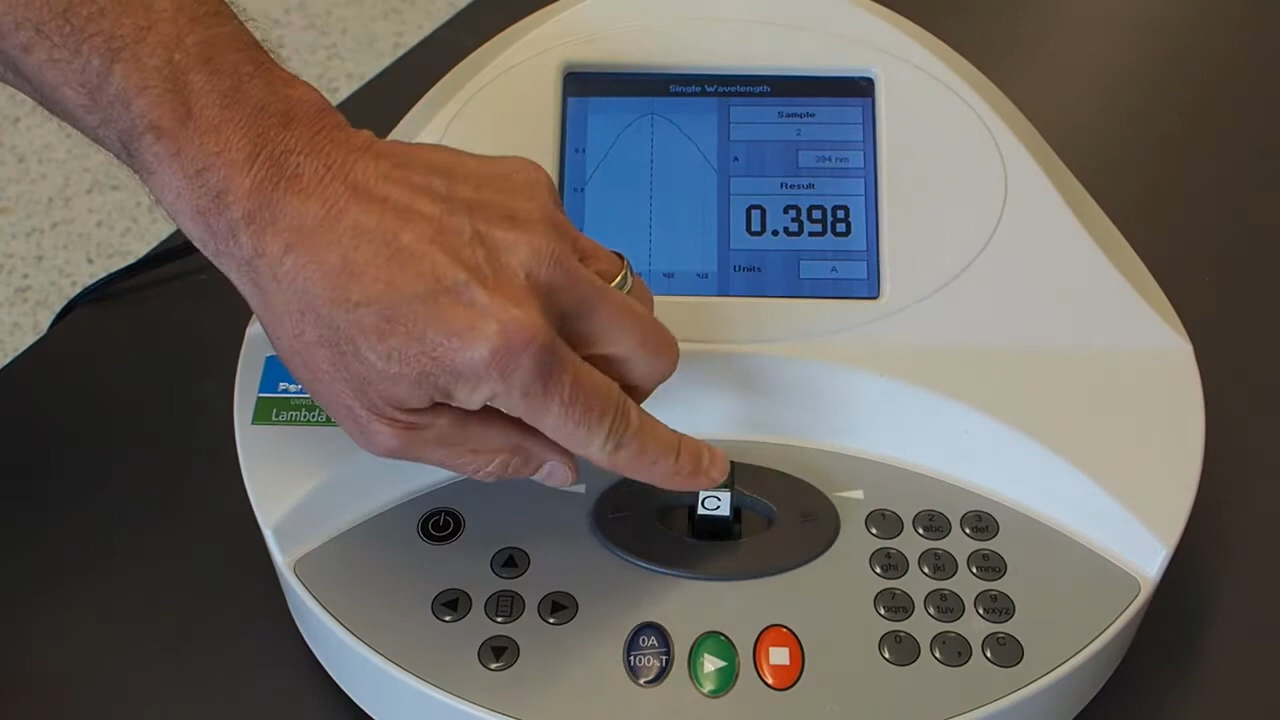 Single Wavelength
Sample
2
A 394 nm
Result
0.398
Units A
Lambda
C
1
2 abc
3 def
4 ghi
5 jkl
6 mno
7 pqrs
8 tuv
9 wxyz
0
. ,
C
0A
100%T